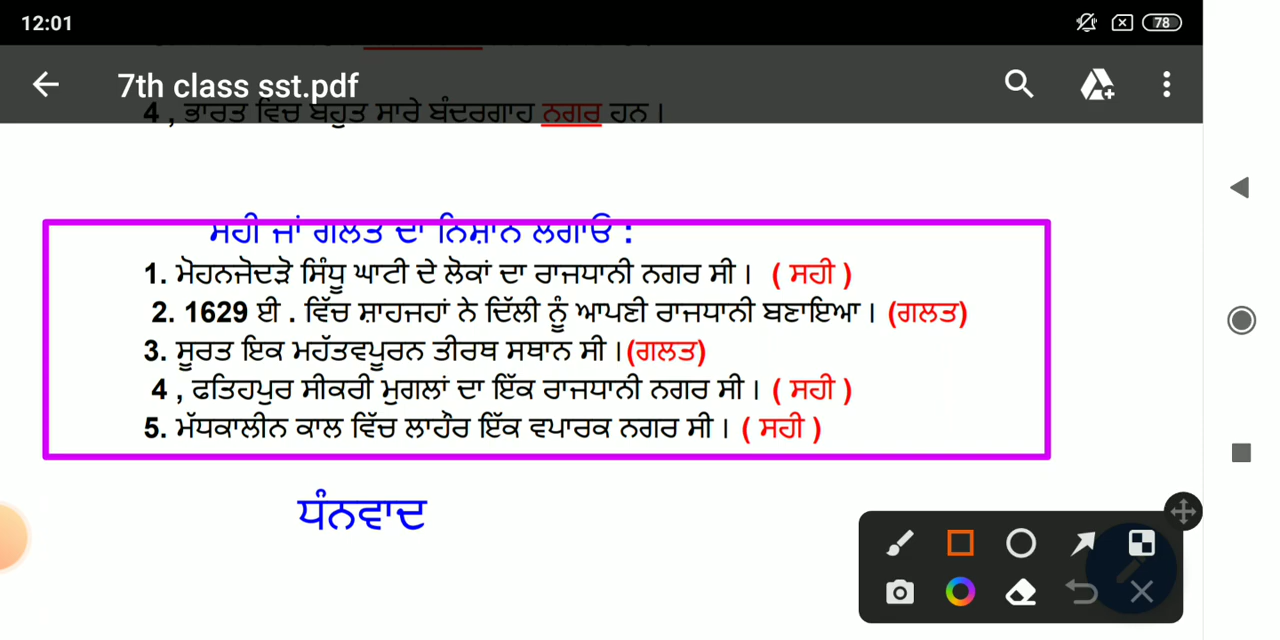 12:01
78
7th class sst.pdf
4 , ਭਾਰਤ ਵਿਚ ਬਹੁਤ ਸਾਰੇ ਬੰਦਰਗਾਹ ਨਗਰ ਹਨ।
ਸਹੀ ਜਾਂ ਗਲਤ ਦਾ ਨਿਸ਼ਾਨ ਲਗਾਓ :
1. ਮੋਹਨਜੋਦੜੋ ਸਿੰਧੂ ਘਾਟੀ ਦੇ ਲੋਕਾਂ ਦਾ ਰਾਜਧਾਨੀ ਨਗਰ ਸੀ। ( ਸਹੀ )
2. 1629 ਈ . ਵਿੱਚ ਸ਼ਾਹਜਹਾਂ ਨੇ ਦਿੱਲੀ ਨੂੰ ਆਪਣੀ ਰਾਜਧਾਨੀ ਬਣਾਇਆ। (ਗਲਤ)
3. ਸੂਰਤ ਇਕ ਮਹੱਤਵਪੂਰਨ ਤੀਰਥ ਸਥਾਨ ਸੀ।(ਗਲਤ)
4 , ਫਤਿਹਪੁਰ ਸੀਕਰੀ ਮੁਗਲਾਂ ਦਾ ਇੱਕ ਰਾਜਧਾਨੀ ਨਗਰ ਸੀ। ( ਸਹੀ )
5. ਮੱਧਕਾਲੀਨ ਕਾਲ ਵਿੱਚ ਲਾਹੌਰ ਇੱਕ ਵਪਾਰਕ ਨਗਰ ਸੀ। ( ਸਹੀ )
ਧੰਨਵਾਦ